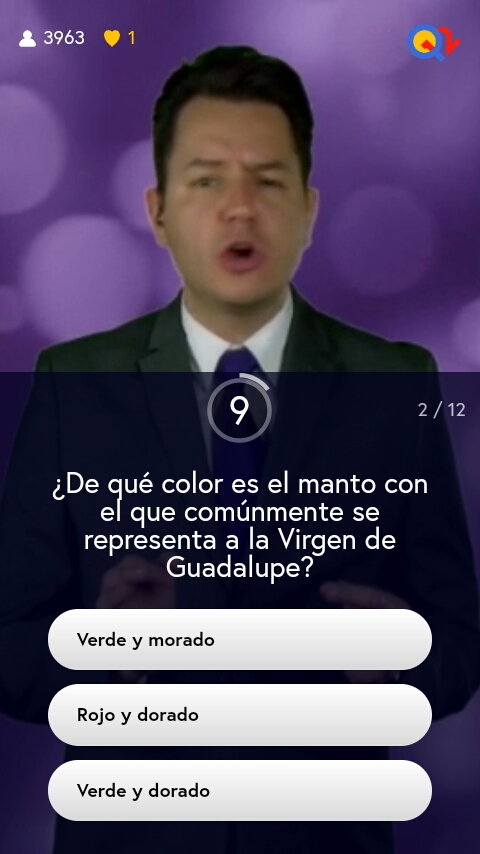 3963 1
9
2 / 12
¿De qué color es el manto con
el que comúnmente se
representa a la Virgen de
Guadalupe?
Verde y morado
Rojo y dorado
Verde y dorado